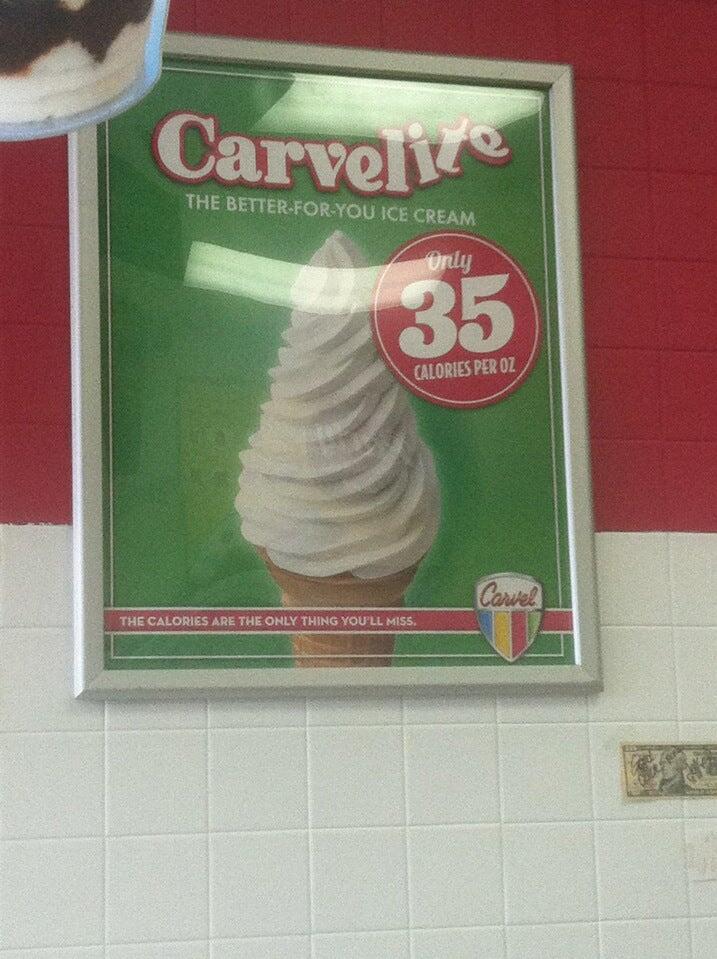 Carvelite
THE BETTER-FOR-YOU ICE CREAM
Only
35
CALORIES PER OZ
THE CALORIES ARE THE ONLY THING YOU'LL MISS.
Carvel